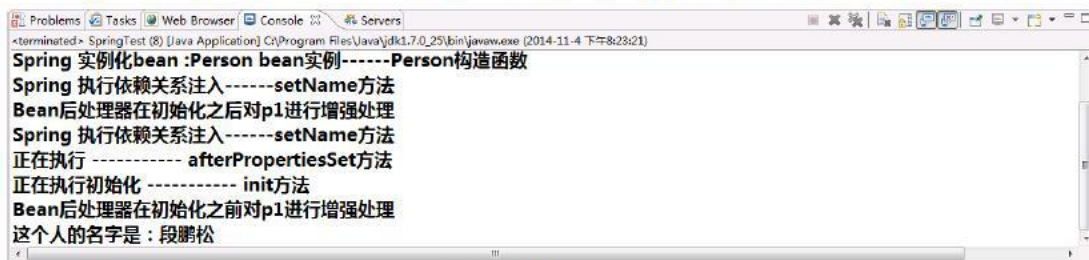 Problems Tasks Web Browser Console Servers
<terminated> SpringTest (8) [Java Application] C:\Program Files\Java\jdk1.7.0_25\bin\javaw.exe (2014-11-4 下午8:23:21)
Spring 实例化bean :Person bean实例------Person构造函数
Spring 执行依赖关系注入------setName方法
Bean后处理器在初始化之后对p1进行增强处理
Spring 执行依赖关系注入------setName方法
正在执行 ----------- afterPropertiesSet方法
正在执行初始化 ----------- init方法
Bean后处理器在初始化之前对p1进行增强处理
这个人的名字是：段鹏松